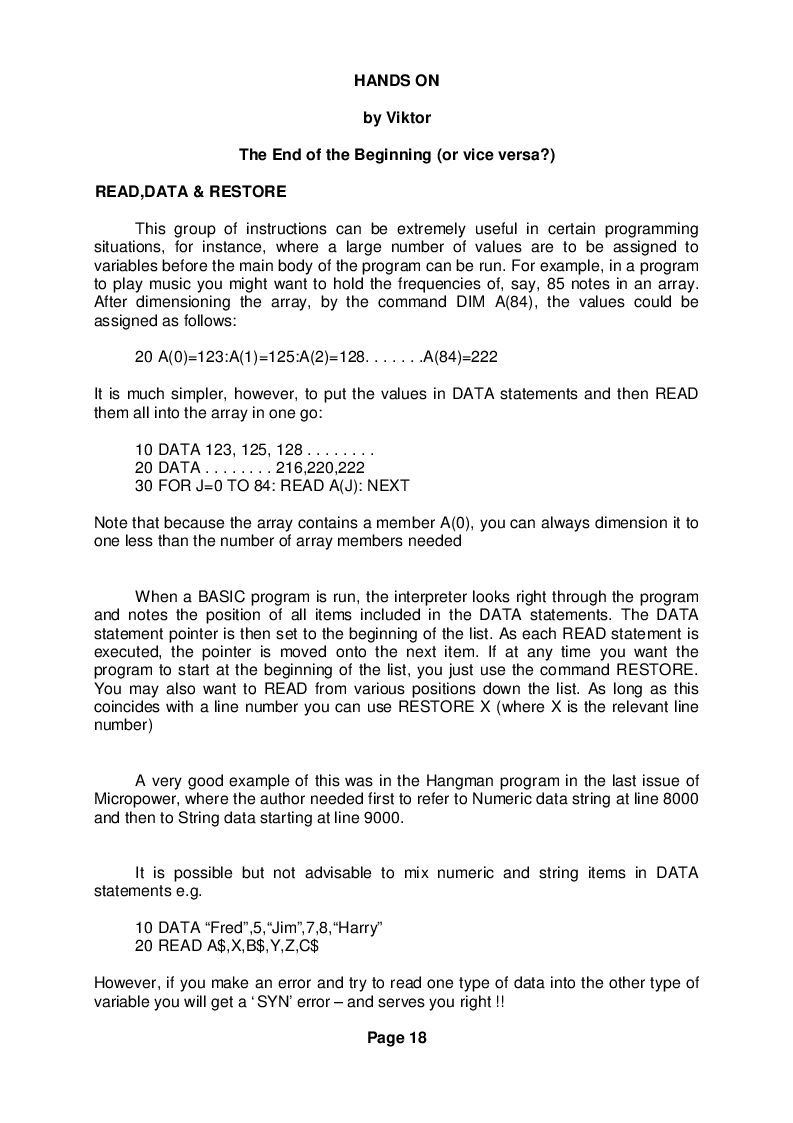 HANDS ON
by Viktor
The End of the Beginning (or vice versa?)
READ,DATA & RESTORE
This group of instructions can be extremely useful in certain programming
situations, for instance, where a large number of values are to be assigned to
variables before the main body of the program can be run. For example, in a program
to play music you might want to hold the frequencies of, say, 85 notes in an array.
After dimensioning the array, by the command DIM A(84), the values could be
assigned as follows:
20 A(0)=123:A(1)=125:A(2)=128. . . . . . .A(84)=222
It is much simpler, however, to put the values in DATA statements and then READ
them all into the array in one go:
10 DATA 123, 125, 128 . . . . . . . .
20 DATA . . . . . . . . 216,220,222
30 FOR J=0 TO 84: READ A(J): NEXT
Note that because the array contains a member A(0), you can always dimension it to
one less than the number of array members needed
When a BASIC program is run, the interpreter looks right through the program
and notes the position of all items included in the DATA statements. The DATA
statement pointer is then set to the beginning of the list. As each READ statement is
executed, the pointer is moved onto the next item. If at any time you want the
program to start at the beginning of the list, you just use the command RESTORE.
You may also want to READ from various positions down the list. As long as this
coincides with a line number you can use RESTORE X (where X is the relevant line
number)
A very good example of this was in the Hangman program in the last issue of
Micropower, where the author needed first to refer to Numeric data string at line 8000
and then to String data starting at line 9000.
It is possible but not advisable to mix numeric and string items in DATA
statements e.g.
10 DATA “Fred”,5,“Jim”,7,8,“Harry”
20 READ A$,X,B$,Y,Z,C$
However, if you make an error and try to read one type of data into the other type of
variable you will get a ‘SYN’ error – and serves you right !!
Page 18